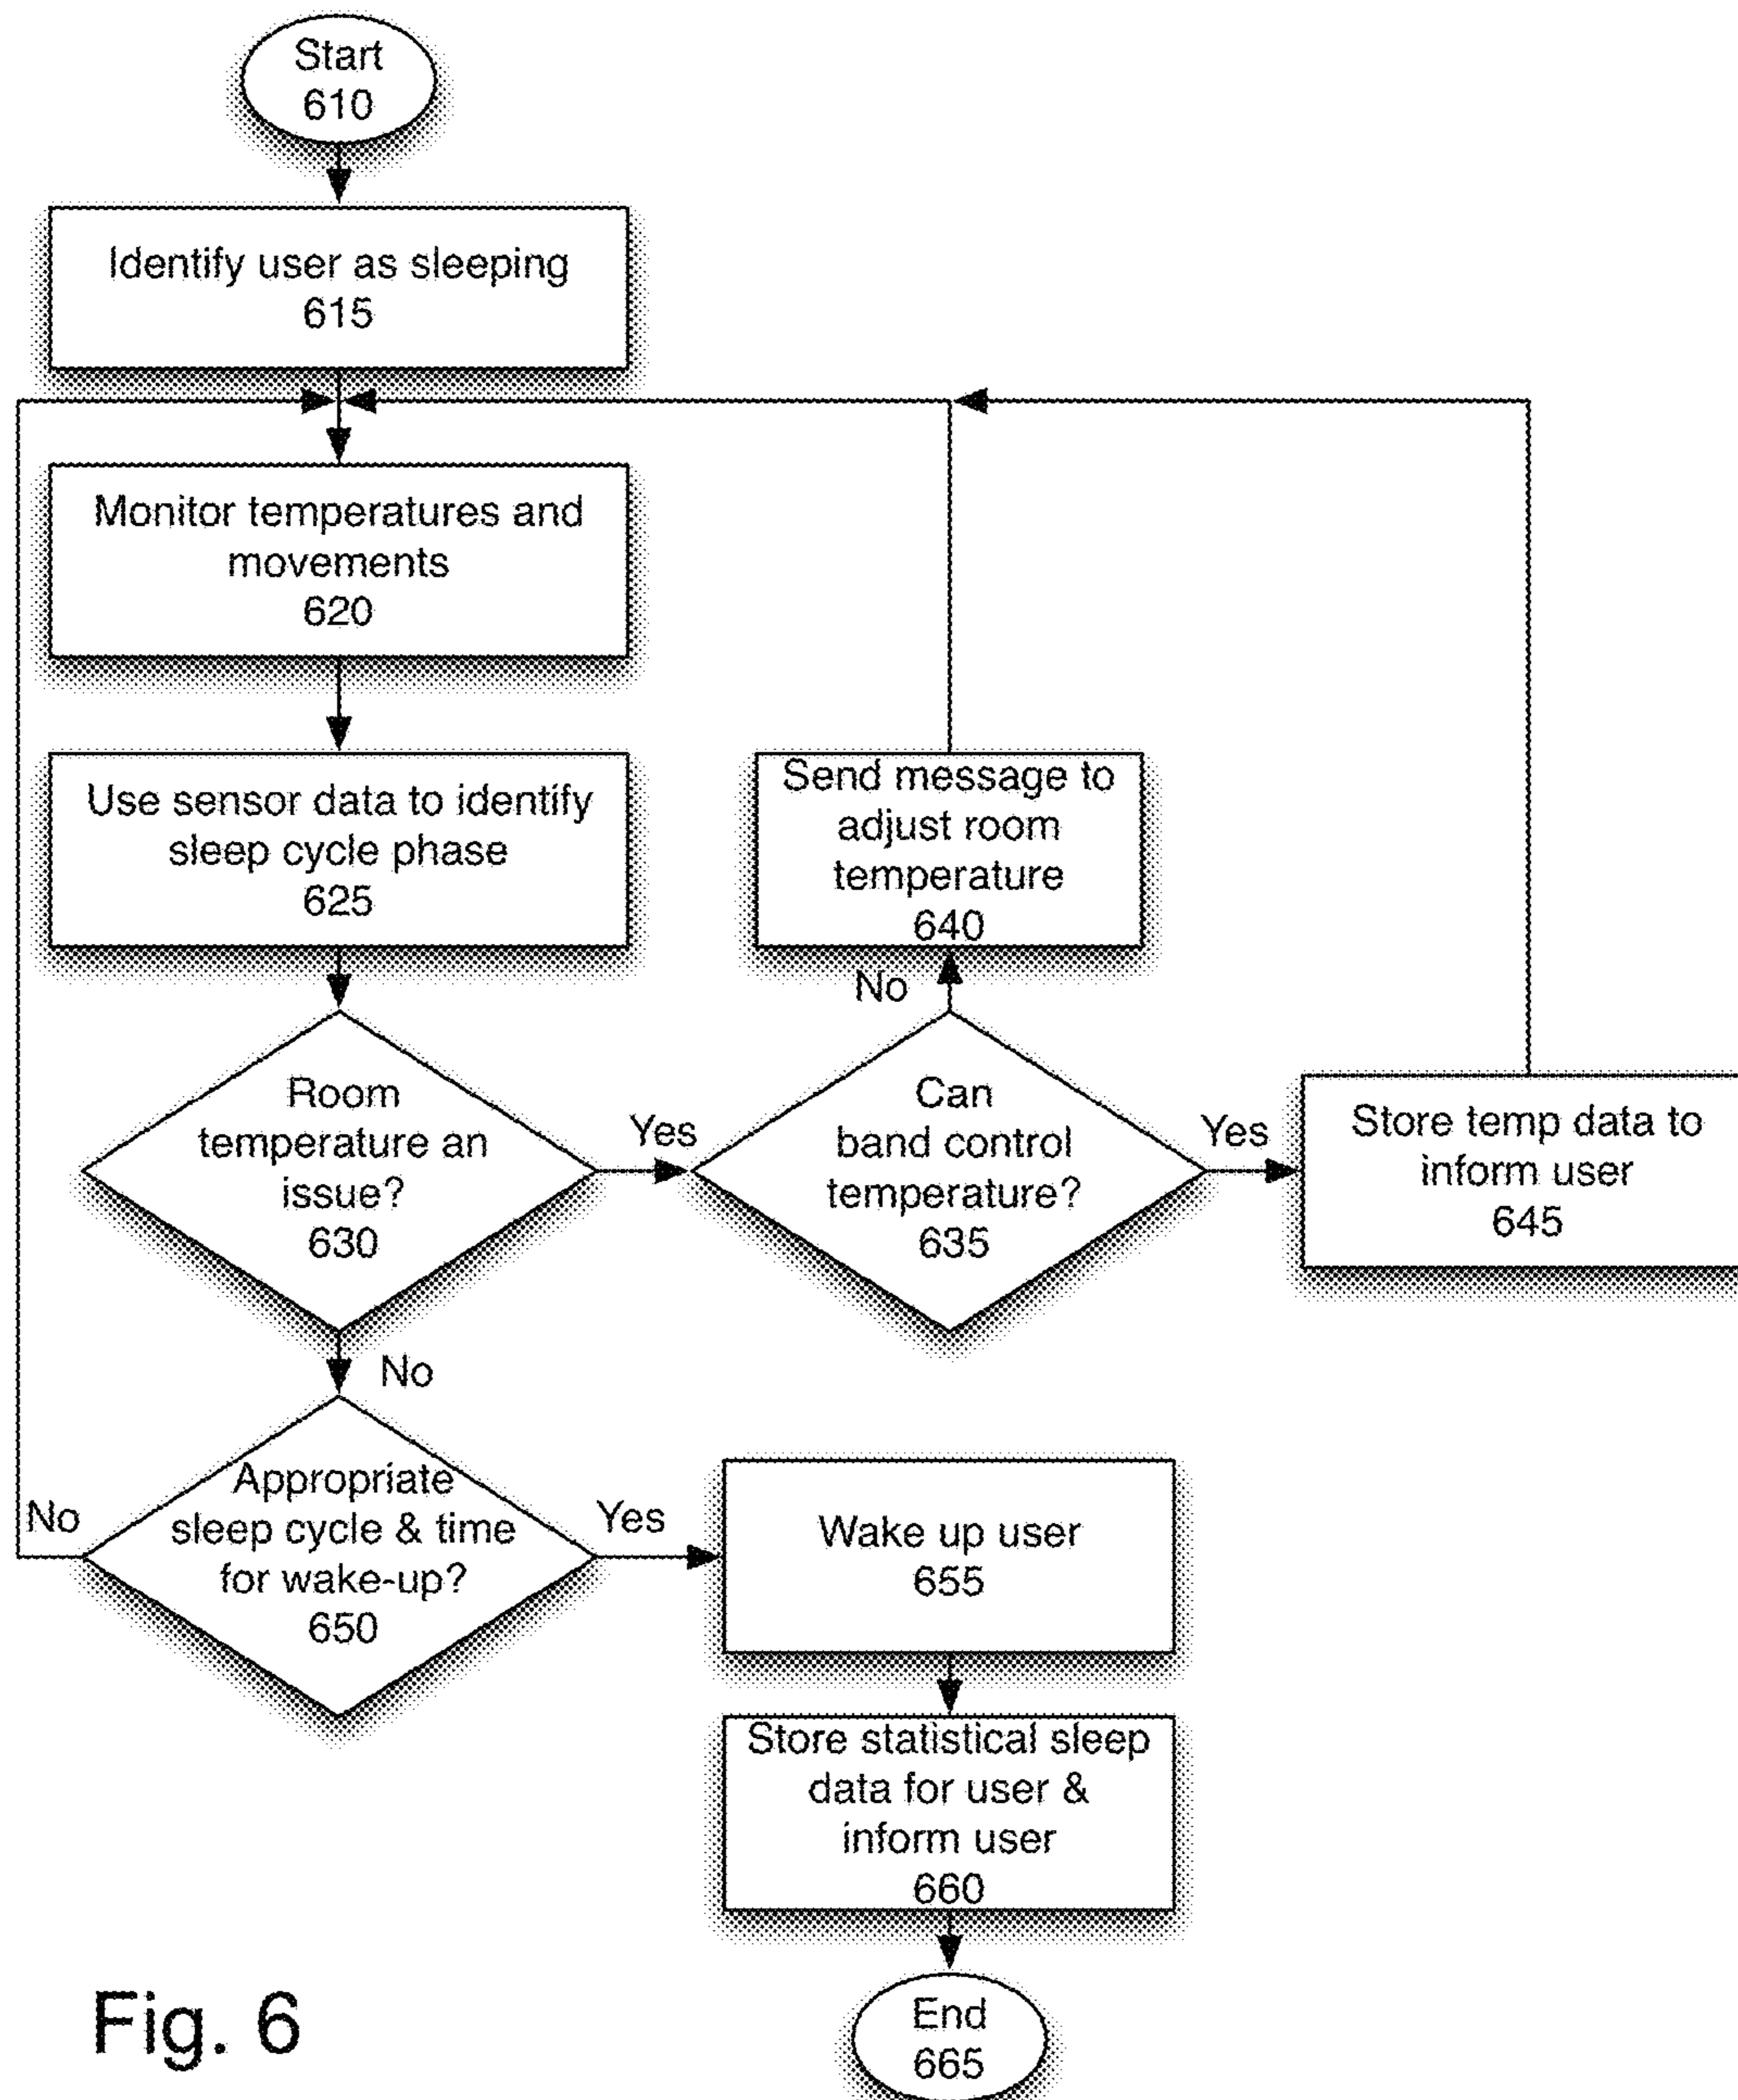 Start
610
Identify user as sleeping
615
Monitor temperatures and
movements
620
Use sensor data to identify
sleep cycle phase
625
Send message to
adjust room
temperature
640
No
Room
temperature an
issue?
630
Yes
Can
band control
temperature?
635
Yes
Store temp data to
inform user
645
No
Appropriate
sleep cycle & time
for wake-up?
650
No
Yes
Wake up user
655
Store statistical sleep
data for user &
inform user
660
End
665
Fig. 6